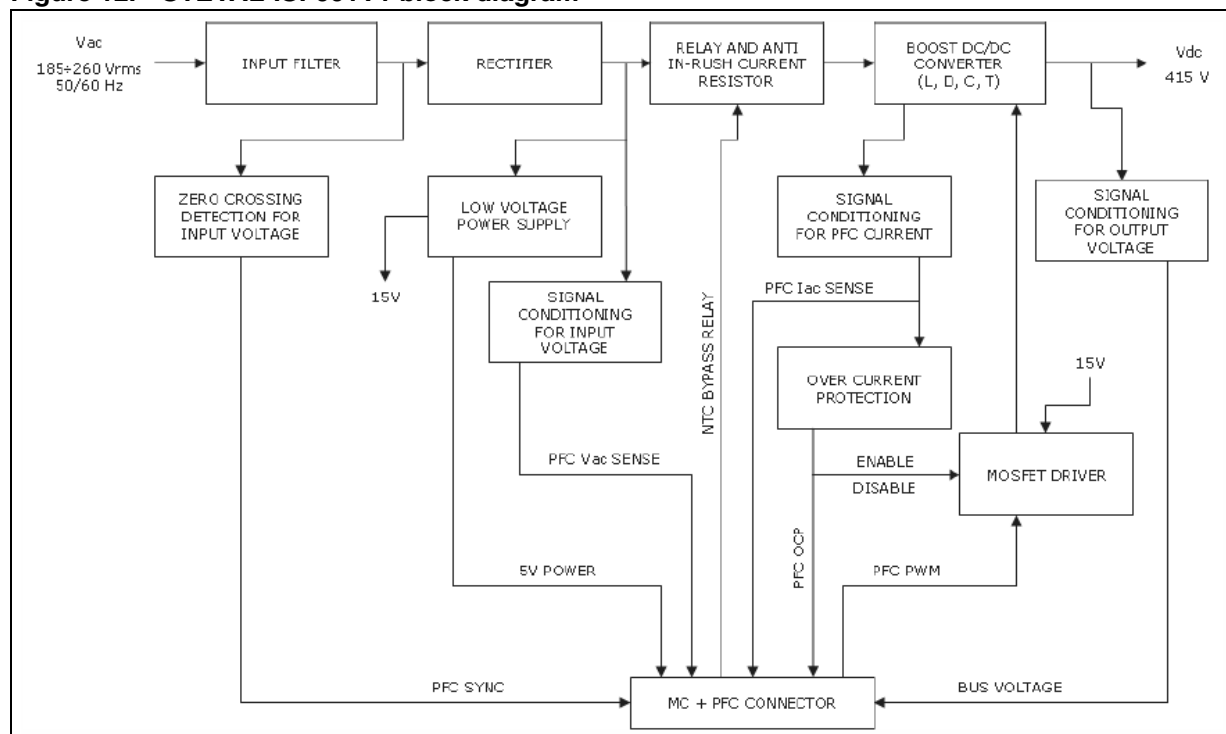 Vac
185÷260 Vrms
50/60 Hz
INPUT FILTER
RECTIFIER
RELAY AND ANTI
IN-RUSH CURRENT
RESISTOR
BOOST DC/DC
CONVERTER
(L, D, C, T)
Vdc
415 V
ZERO CROSSING
DETECTION FOR
INPUT VOLTAGE
LOW VOLTAGE
POWER SUPPLY
SIGNAL
CONDITIONING
FOR PFC CURRENT
SIGNAL
CONDITIONING
FOR OUTPUT
VOLTAGE
15V
SIGNAL
CONDITIONING
FOR INPUT
VOLTAGE
NTC BYPASS RELAY
PFC Iac SENSE
OVER CURRENT
PROTECTION
15V
PFC Vac SENSE
ENABLE
DISABLE
MOSFET DRIVER
5V POWER
PFC OCP
PFC PWM
PFC SYNC
MC + PFC CONNECTOR
BUS VOLTAGE